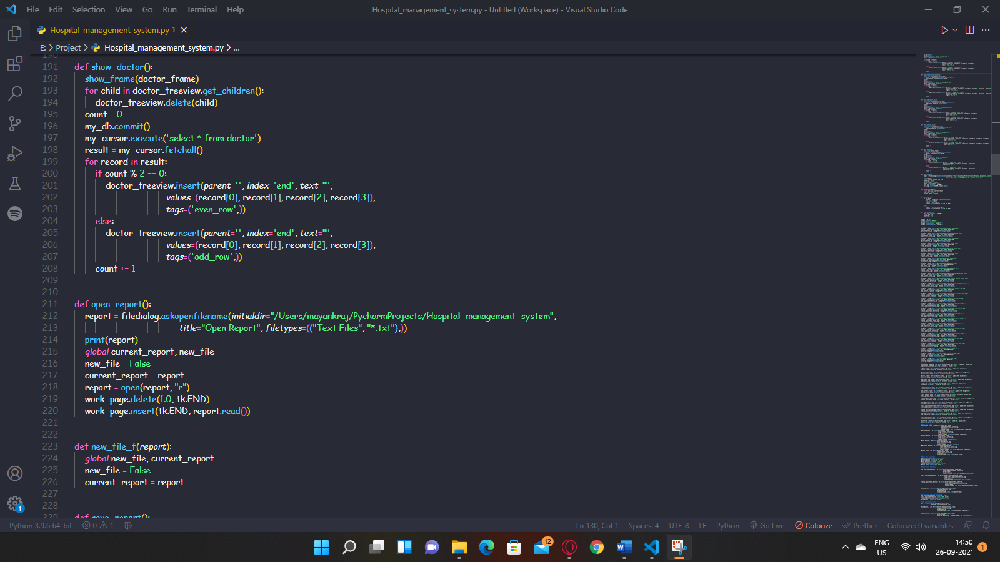 File Edit Selection View Go Run Terminal Help
Hospital_management_system.py - Untitled (Workspace) - Visual Studio Code
Hospital_management_system.py 1
E: > Project > Hospital_management_system.py > ...
190
191 def show_doctor():
192 show_frame(doctor_frame)
193 for child in doctor_treeview.get_children():
194 doctor_treeview.delete(child)
195 count = 0
196 my_db.commit()
197 my_cursor.execute('select * from doctor')
198 result = my_cursor.fetchall()
199 for record in result:
200 if count % 2 == 0:
201 doctor_treeview.insert(parent='', index='end', text="",
202 values=(record[0], record[1], record[2], record[3]),
203 tags=('even_row',))
204 else:
205 doctor_treeview.insert(parent='', index='end', text="",
206 values=(record[0], record[1], record[2], record[3]),
207 tags=('odd_row',))
208 count += 1
209
210
211 def open_report():
212 report = filedialog.askopenfilename(initialdir="/Users/mayankraj/PycharmProjects/Hospital_management_system",
213 title="Open Report", filetypes=(("Text Files", "*.txt"),))
214 print(report)
215 global current_report, new_file
216 new_file = False
217 current_report = report
218 report = open(report, "r")
219 work_page.delete(1.0, tk.END)
220 work_page.insert(tk.END, report.read())
221
222
223 def new_file_f(report):
224 global new_file, current_report
225 new_file = False
226 current_report = report
227
228
229 def save_report():
1
Python 3.9.6 64-bit 0 1 Ln 130, Col 1 Spaces: 4 UTF-8 LF Python Go Live Colorize Prettier Colorize: 0 variables
12
ENG
US
14:50
26-09-2021
1